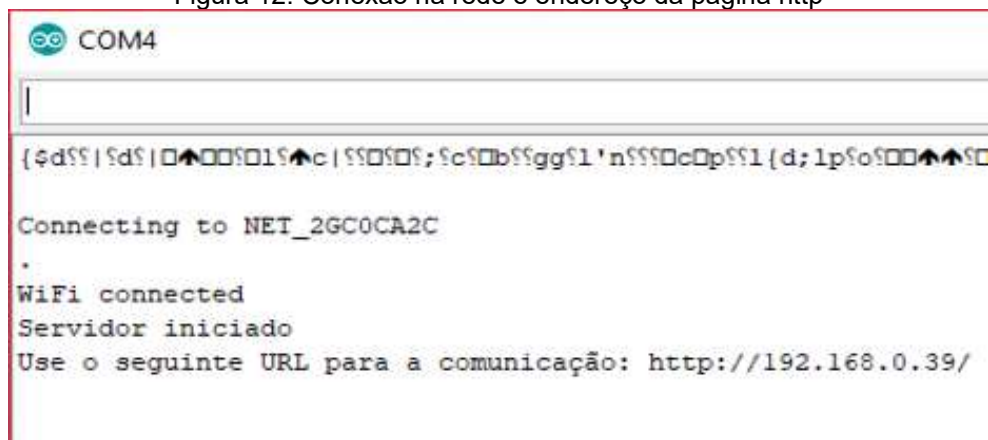 Figura 12: Conexão na rede e endereço da página http
COM4
Connecting to NET_2GC0CA2C
.
WiFi connected
Servidor iniciado
Use o seguinte URL para a comunicação: http://192.168.0.39/